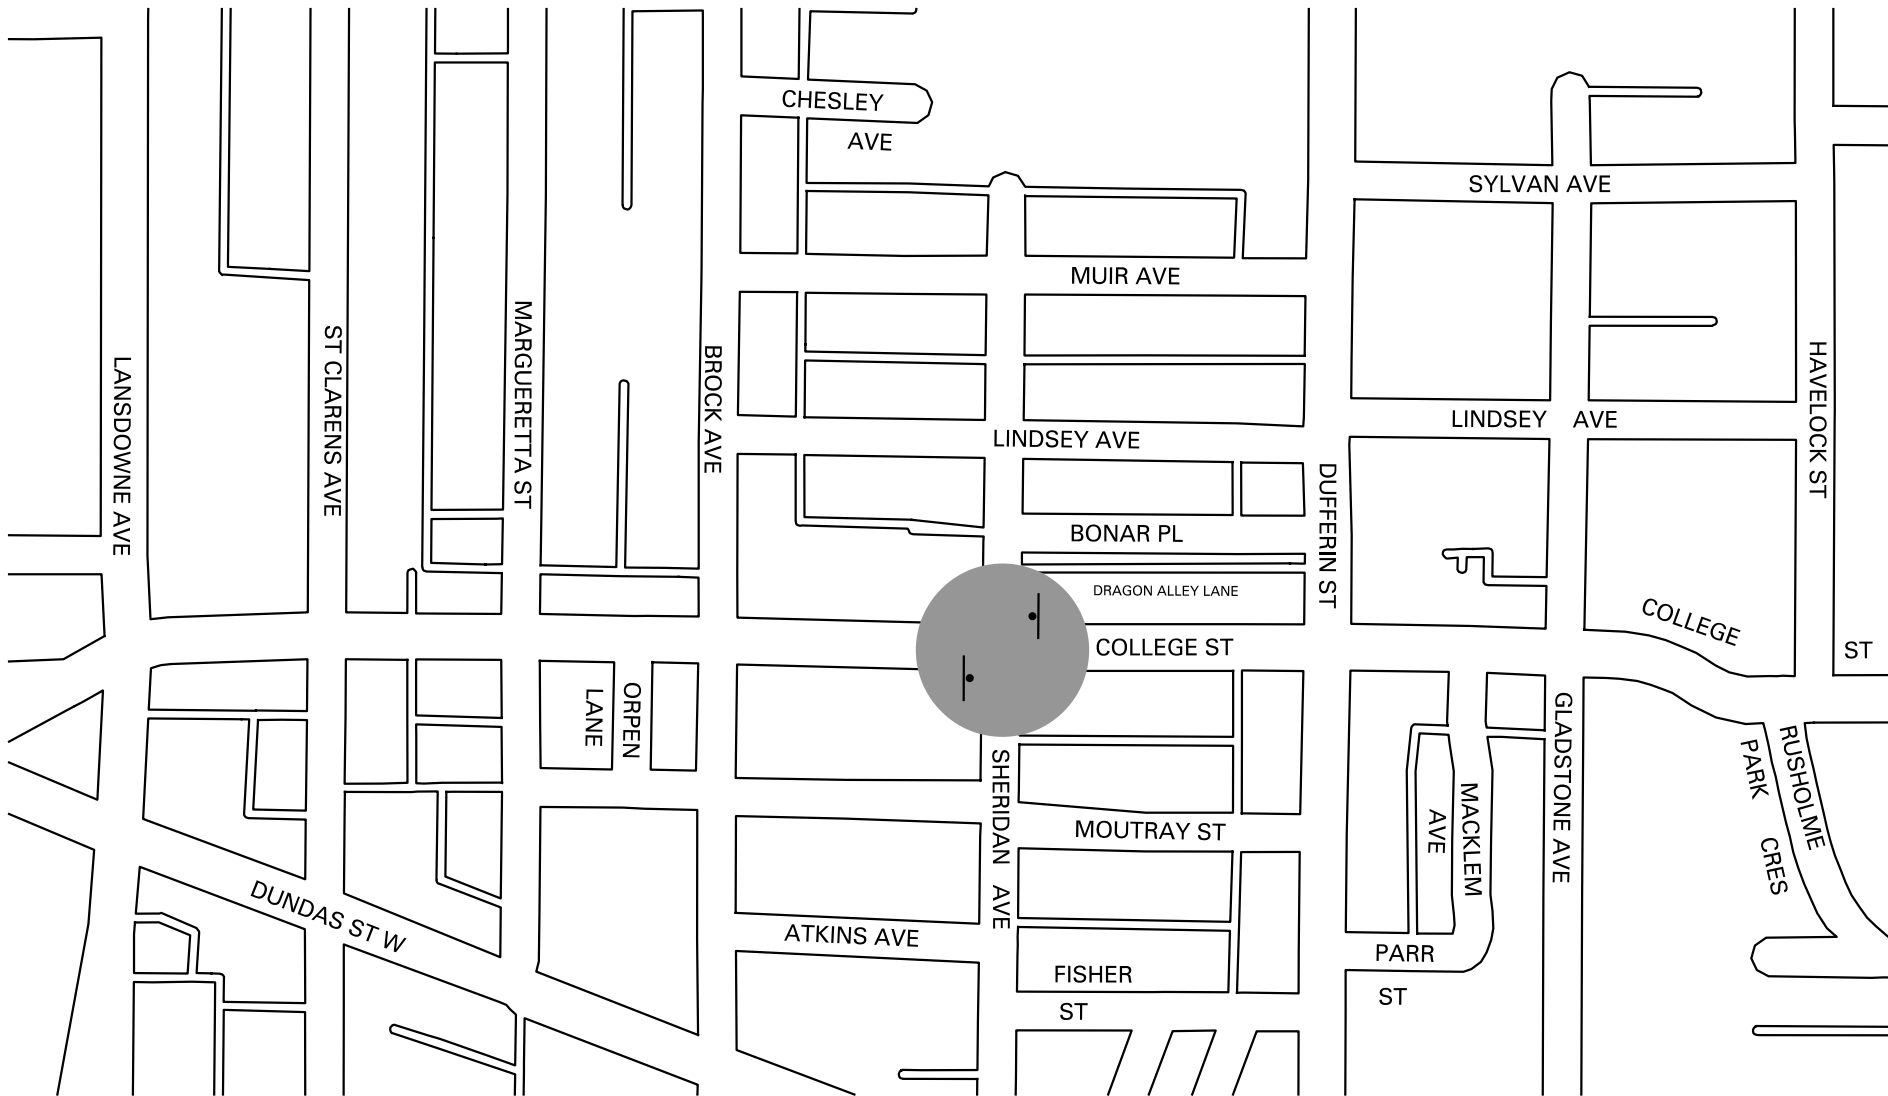 CHESLEY
AVE
SYLVAN AVE
MUIR AVE
LANSDOWNE AVE
ST CLARENS AVE
MARGUERETTA ST
BROCK AVE
HAVELOCK ST
LINDSEY AVE
LINDSEY AVE
DUFFERIN ST
BONAR PL
DRAGON ALLEY LANE
COLLEGE ST
COLLEGE
ST
ORPEN
LANE
SHERIDAN AVE
GLADSTONE AVE
RUSHOLME
PARK CRES
MACKLEM
AVE
MOUTRAY ST
DUNDAS ST W
ATKINS AVE
PARR
ST
FISHER
ST